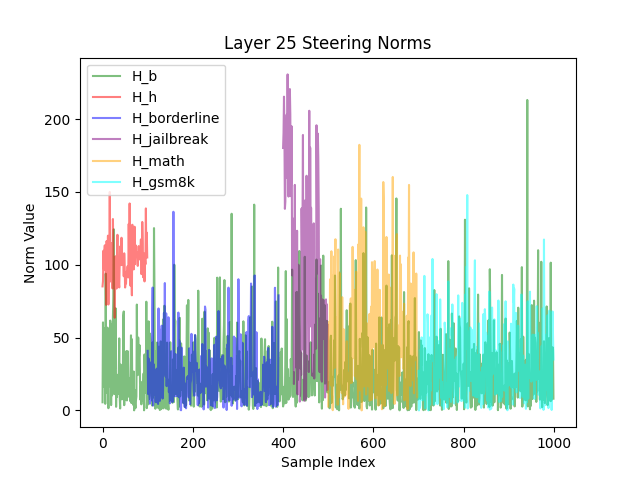 Layer 25 Steering Norms
H_b
H_h
H_borderline
H_jailbreak
H_math
H_gsm8k
Norm Value
200
150
100
50
0
0
200
400
600
800
1000
Sample Index